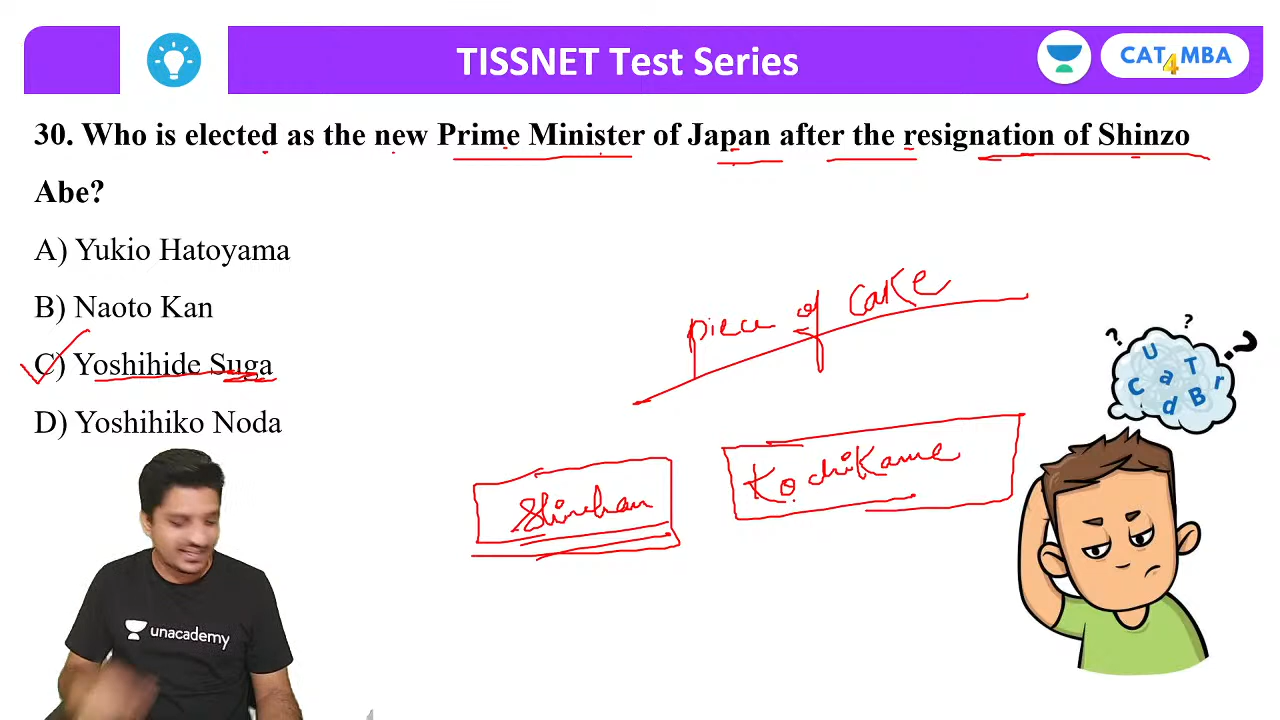 TISSNET Test Series
CAT4MBA
30. Who is elected as the new Prime Minister of Japan after the resignation of Shinzo
Abe?
A) Yukio Hatoyama
B) Naoto Kan
C) Yoshihide Suga
D) Yoshihiko Noda
piece of cake
Shinchan
Kochikame
? ? ?
U T r
C a B
d
unacademy